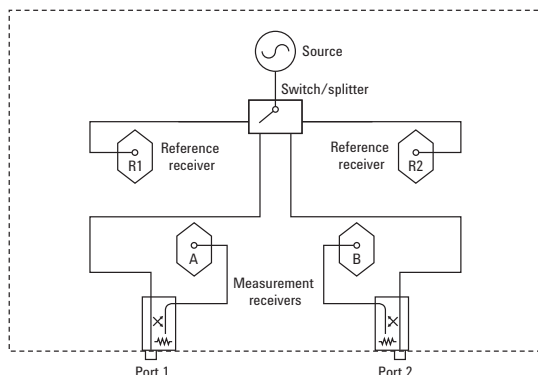 Source
Switch/splitter
Reference
receiver
R1
Reference
receiver
R2
A
B
Measurement
receivers
Port 1
Port 2